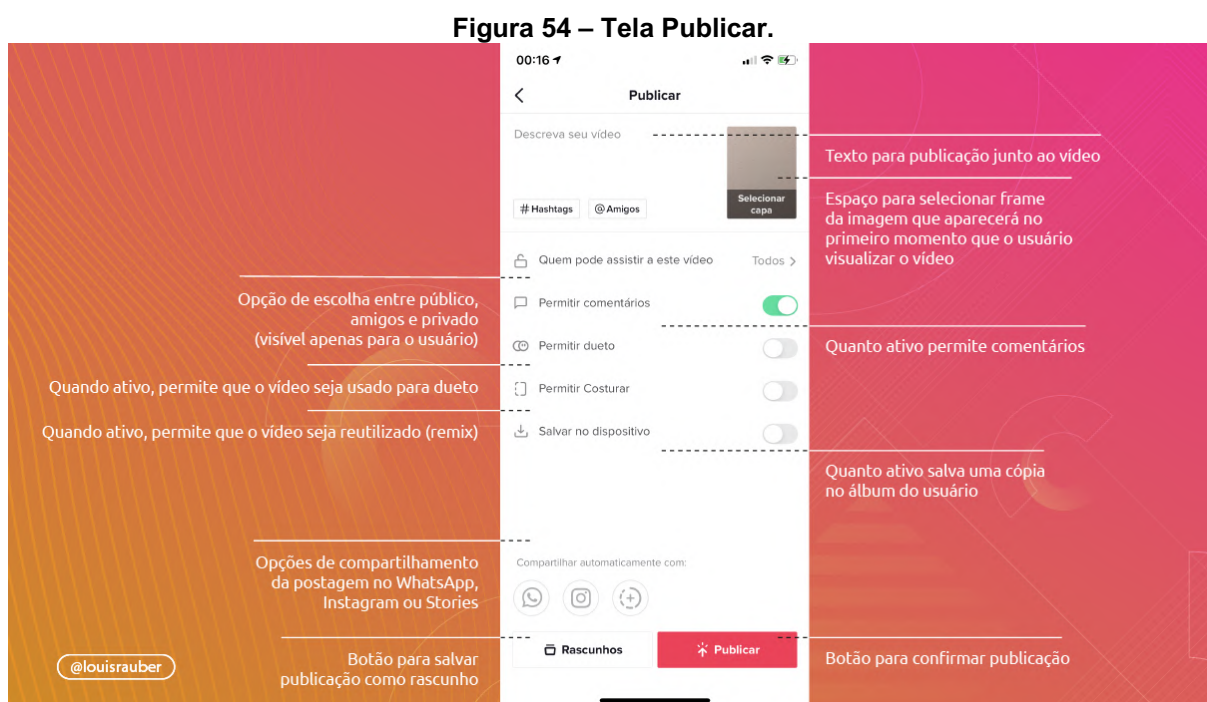 Figura 54 – Tela Publicar.
00:16
Publicar
Descreva seu vídeo
Selecionar
capa
# Hashtags
@ Amigos
Quem pode assistir a este vídeo
Todos >
Permitir comentários
Permitir dueto
Permitir Costurar
Salvar no dispositivo
Compartilhar automaticamente com:
Rascunhos
Publicar
Opção de escolha entre público,
amigos e privado
(visível apenas para o usuário)
Quando ativo, permite que o vídeo seja usado para dueto
Quando ativo, permite que o vídeo seja reutilizado (remix)
Opções de compartilhamento
da postagem no WhatsApp,
Instagram ou Stories
Botão para salvar
publicação como rascunho
@louisrauber
Texto para publicação junto ao vídeo
Espaço para selecionar frame
da imagem que aparecerá no
primeiro momento que o usuário
visualizar o vídeo
Quanto ativo permite comentários
Quanto ativo salva uma cópia
no álbum do usuário
Botão para confirmar publicação